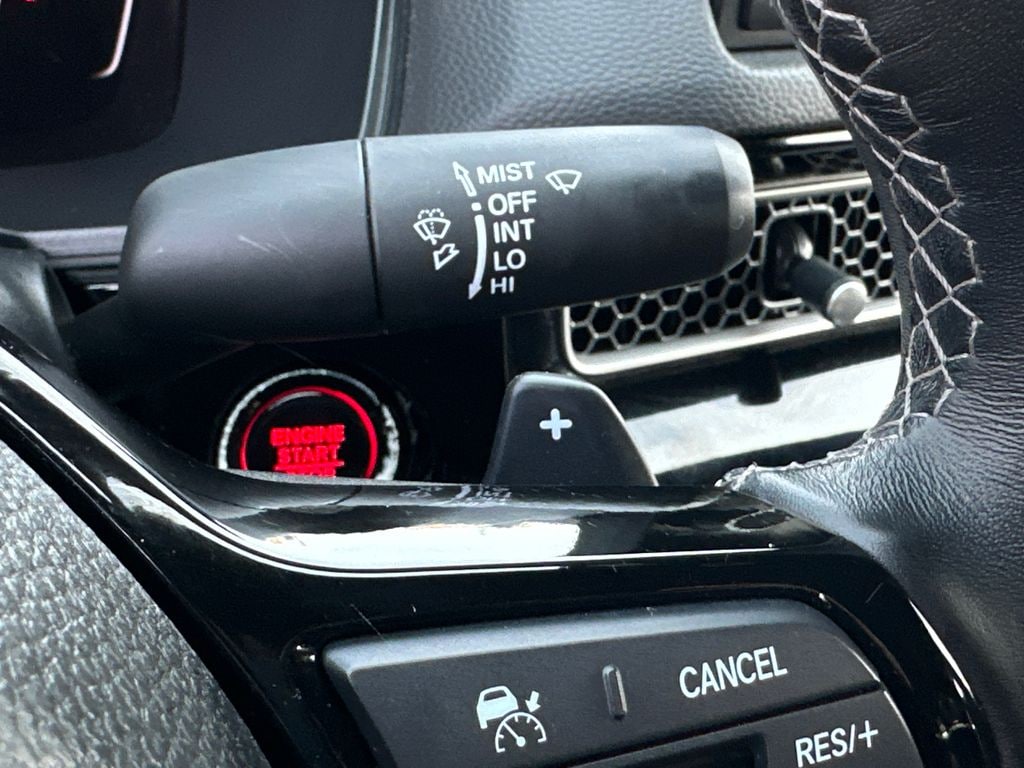 MIST
OFF
INT
LO
HI
ENGINE
START
+
CANCEL
RES/+